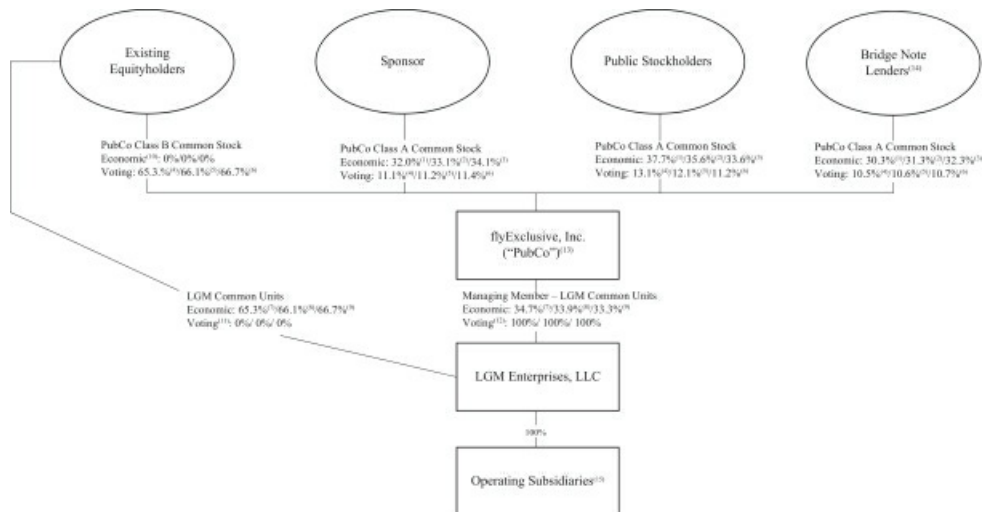 Existing
Equityholders
Sponsor
Public Stockholders
Bridge Note
Lenders(14)
PubCo Class B Common Stock
Economic(10): 0%/0%/0%
Voting: 65.3.%(4)/66.1%(5)/66.7%(6)
PubCo Class A Common Stock
Economic: 32.0%(1)/33.1%(2)/34.1%(3)
Voting: 11.1%(4)/11.2%(5)/11.4%(6)
PubCo Class A Common Stock
Economic: 37.7%(1)/35.6%(2)/33.6%(3)
Voting: 13.1%(4)/12.1%(5)/11.2%(6)
PubCo Class A Common Stock
Economic: 30.3%(1)/31.3%(2)/32.3%(3)
Voting: 10.5%(4)/10.6%(5)/10.7%(6)
flyExclusive, Inc.
(“PubCo”)(13)
LGM Common Units
Economic: 65.3%(7)/66.1%(8)/66.7%(9)
Voting(11): 0%/ 0%/ 0%
Managing Member – LGM Common Units
Economic: 34.7%(7)/33.9%(8)/33.3%(9)
Voting(12): 100%/ 100%/ 100%
LGM Enterprises, LLC
100%
Operating Subsidiaries(15)